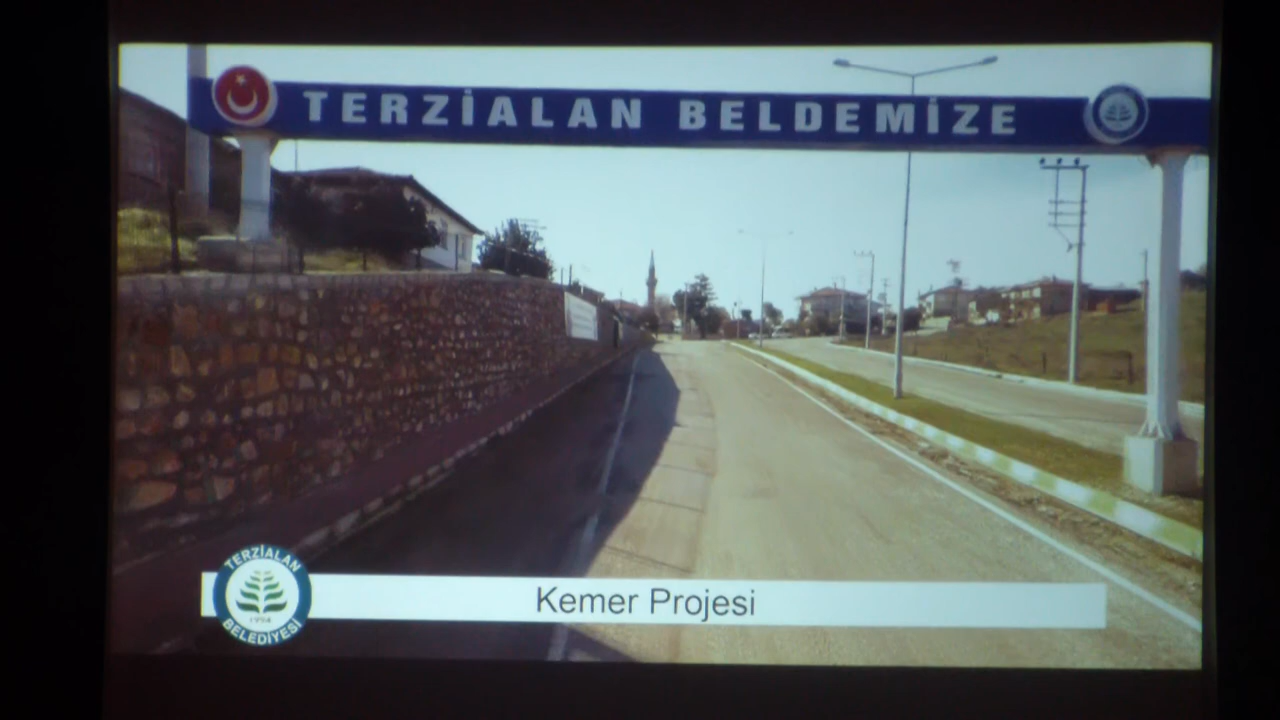 TERZİALAN BELDEMİZE
Kemer Projesi
TERZİALAN
1994
BELEDİYESİ